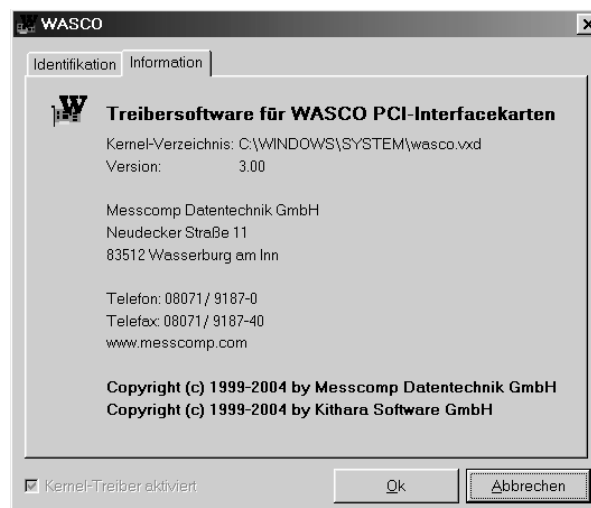 WASCO
Identifikation Information
W
Treibersoftware für WASCO PCI-Interfacekarten
Kernel-Verzeichnis: C:\WINDOWS\SYSTEM\wasco.vxd
Version: 3.00
Messcomp Datentechnik GmbH
Neudecker Straße 11
83512 Wasserburg am Inn
Telefon: 08071/ 9187-0
Telefax: 08071/ 9187-40
www.messcomp.com
Copyright (c) 1999-2004 by Messcomp Datentechnik GmbH
Copyright (c) 1999-2004 by Kithara Software GmbH
Kernel-Treiber aktiviert Ok Abbrechen